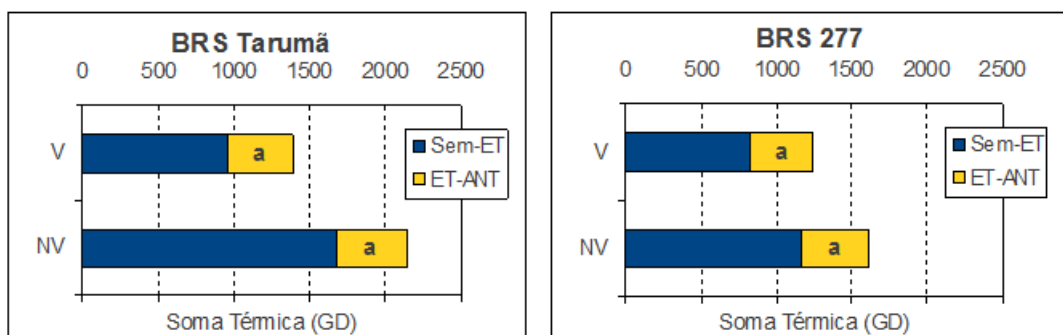 BRS Tarumã
0 500 1000 1500 2000 2500
V a
Sem-ET
ET-ANT
NV a
Soma Térmica (GD)
BRS 277
0 500 1000 1500 2000 2500
V a
Sem-ET
ET-ANT
NV a
Soma Térmica (GD)